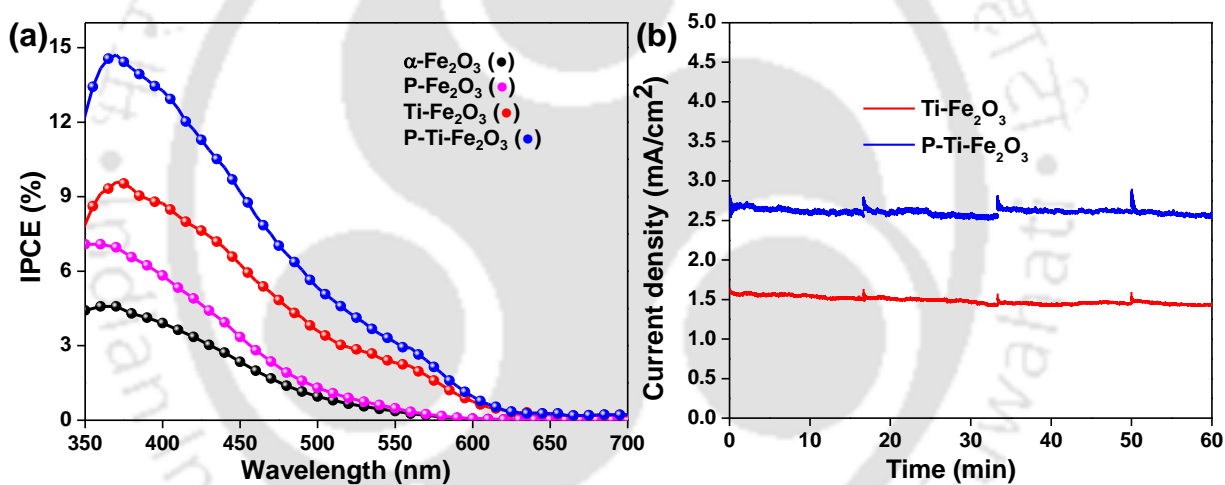 (a)
15
12
9
6
3
0
IPCE (%)
α-Fe₂O₃ (●)
P-Fe₂O₃ (●)
Ti-Fe₂O₃ (●)
P-Ti-Fe₂O₃ (●)
350 400 450 500 550 600 650 700
Wavelength (nm)
(b)
5.0
4.5
4.0
3.5
3.0
2.5
2.0
1.5
1.0
0.5
0.0
Current density (mA/cm²)
Ti-Fe₂O₃
P-Ti-Fe₂O₃
0 10 20 30 40 50 60
Time (min)
Indian
wahati